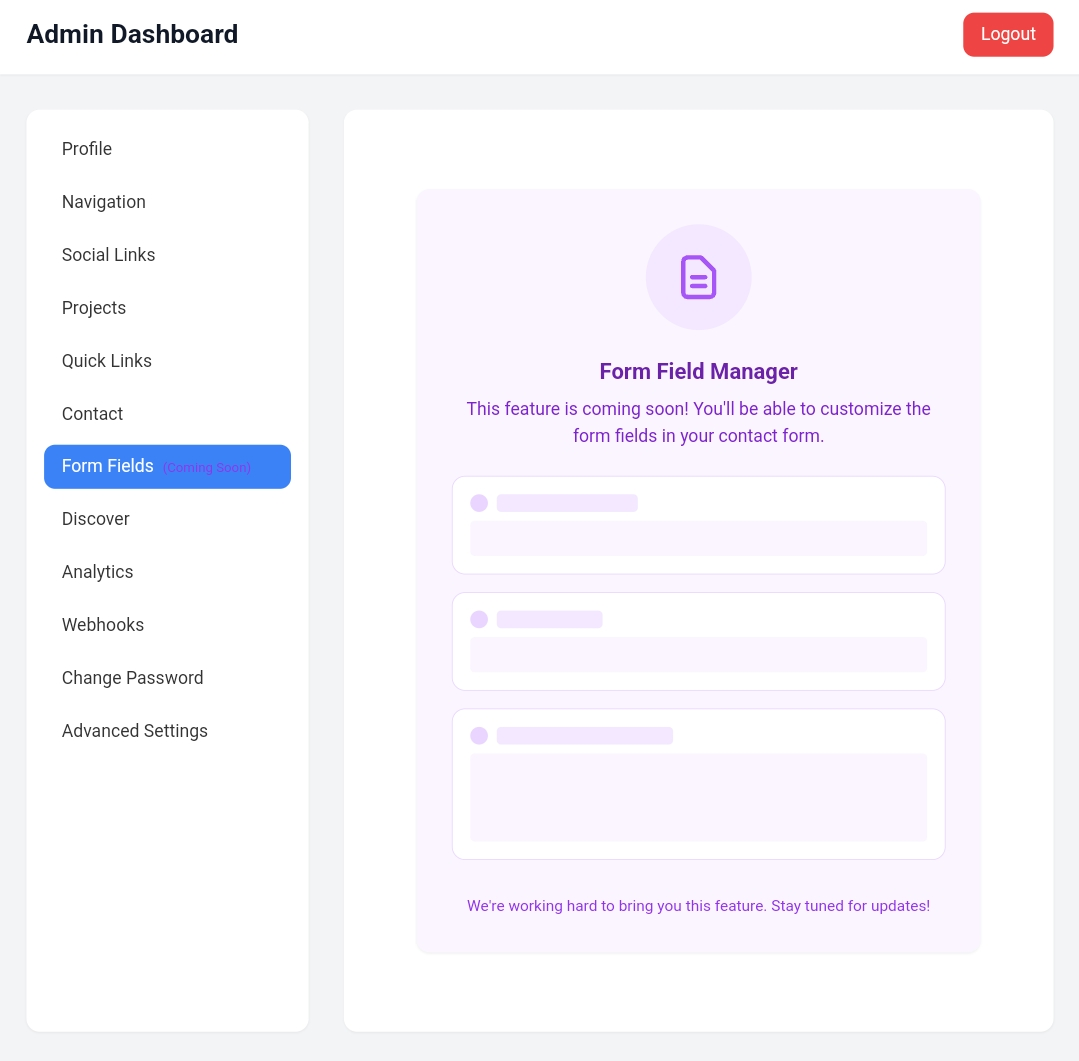 Admin Dashboard
Logout
Profile
Navigation
Social Links
Projects
Quick Links
Contact
Form Fields (Coming Soon)
Discover
Analytics
Webhooks
Change Password
Advanced Settings
Form Field Manager
This feature is coming soon! You'll be able to customize the
form fields in your contact form.
We're working hard to bring you this feature. Stay tuned for updates!